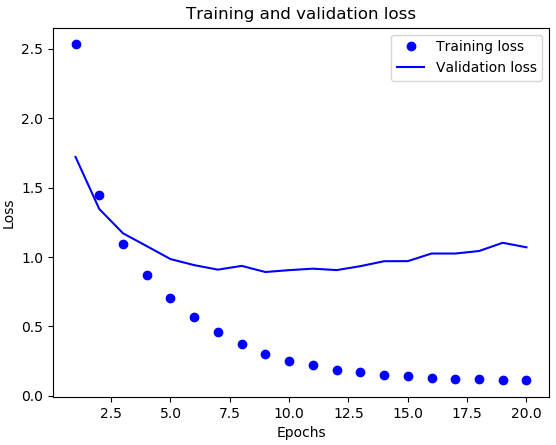 Training and validation loss
2.5
2.0
1.5
1.0
0.5
0.0
Loss
Training loss
Validation loss
2.5 5.0 7.5 10.0 12.5 15.0 17.5 20.0
Epochs